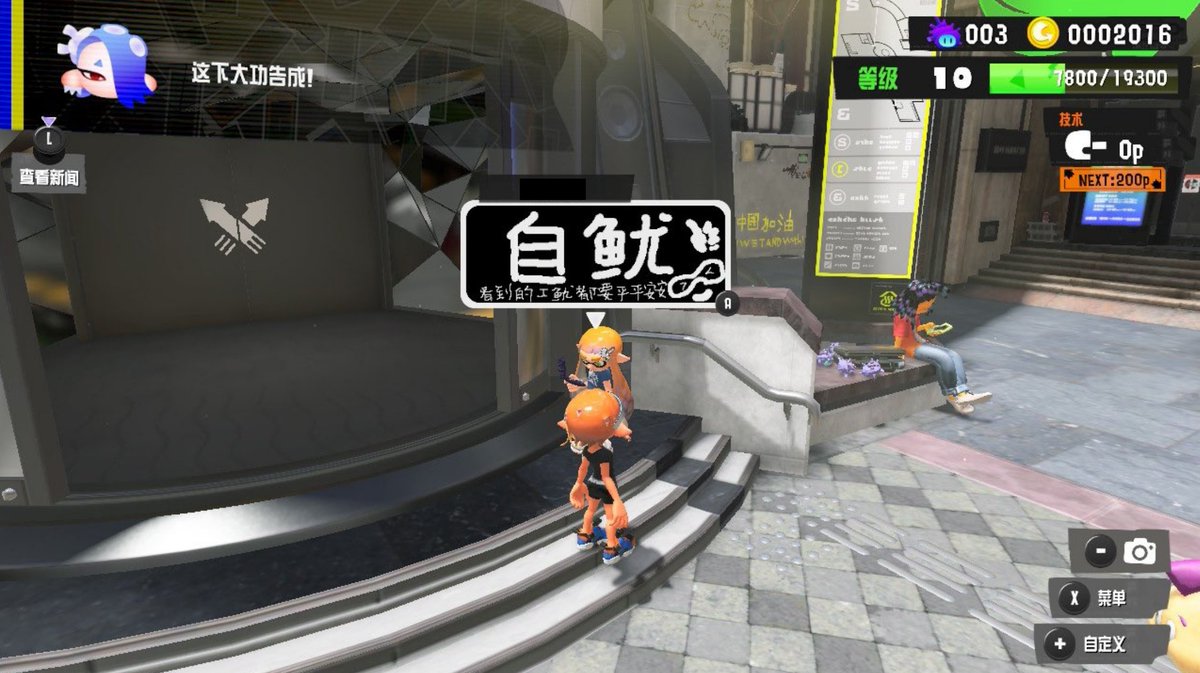 这下大功告成!
L
查看新闻
003
0002016
等级 10
7800/19300
技术
0p
NEXT:200p
自鱿
看到的工鱿都要平平安安
A
中国加油
-
X 菜单
+ 自定义